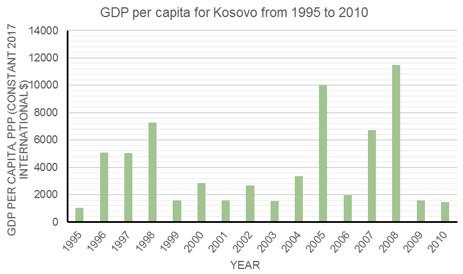 GDP per capita for Kosovo from 1995 to 2010
GDP PER CAPITA, PPP (CONSTANT 2017
INTERNATIONAL$)
14000
12000
10000
8000
6000
4000
2000
0
1995 1996 1997 1998 1999 2000 2001 2002 2003 2004 2005 2006 2007 2008 2009 2010
YEAR